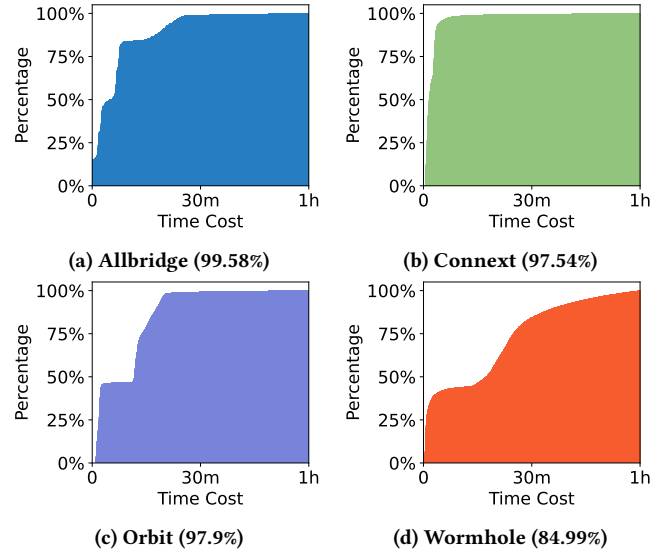 100%
75%
50%
25%
0%
Percentage
0
30m
1h
Time Cost
(a) Allbridge (99.58%)
100%
75%
50%
25%
0%
Percentage
0
30m
1h
Time Cost
(b) Connext (97.54%)
100%
75%
50%
25%
0%
Percentage
0
30m
1h
Time Cost
(c) Orbit (97.9%)
100%
75%
50%
25%
0%
Percentage
0
30m
1h
Time Cost
(d) Wormhole (84.99%)